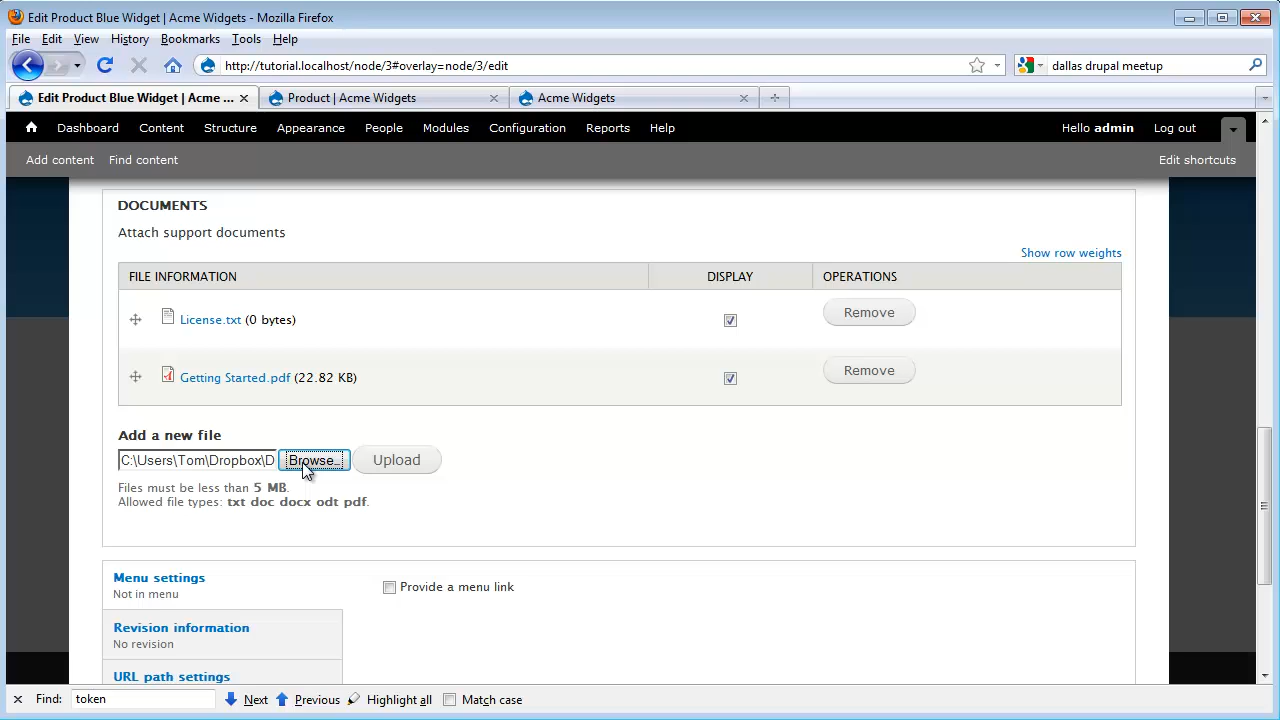 Edit Product Blue Widget | Acme Widgets - Mozilla Firefox
File Edit View History Bookmarks Tools Help
http://tutorial.localhost/node/3#overlay=node/3/edit
dallas drupal meetup
Edit Product Blue Widget | Acme ...
Product | Acme Widgets
Acme Widgets
Dashboard Content Structure Appearance People Modules Configuration Reports Help
Hello admin Log out
Add content Find content
Edit shortcuts
DOCUMENTS
Attach support documents
Show row weights
FILE INFORMATION DISPLAY OPERATIONS
License.txt (0 bytes) Remove
Getting Started.pdf (22.82 KB) Remove
Add a new file
C:\Users\Tom\Dropbox\D Browse... Upload
Files must be less than 5 MB.
Allowed file types: txt doc docx odt pdf.
Menu settings
Not in menu
Provide a menu link
Revision information
No revision
URL path settings
Find: token Next Previous Highlight all Match case